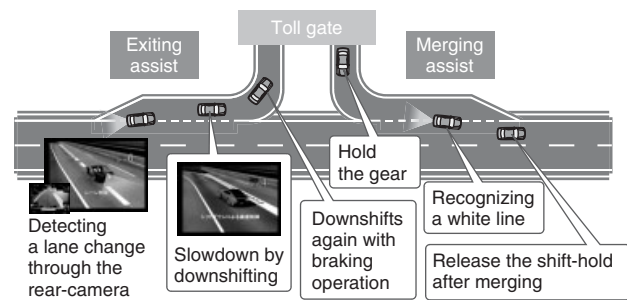 Toll gate
Exiting
assist
Merging
assist
Detecting
a lane change
through the
rear-camera
Slowdown by
downshifting
Downshifts
again with
braking
operation
Hold
the gear
Recognizing
a white line
Release the shift-hold
after merging